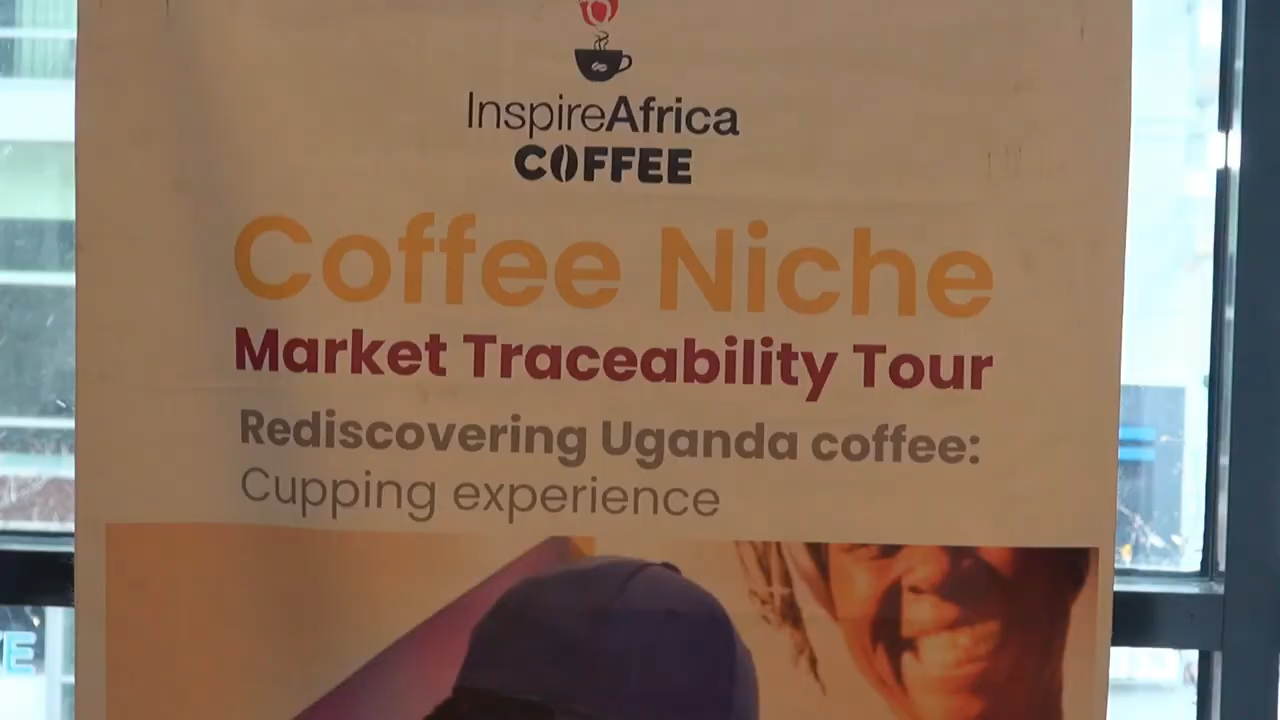 InspireAfrica
COFFEE
Coffee Niche
Market Traceability Tour
Rediscovering Uganda coffee:
Cupping experience
E